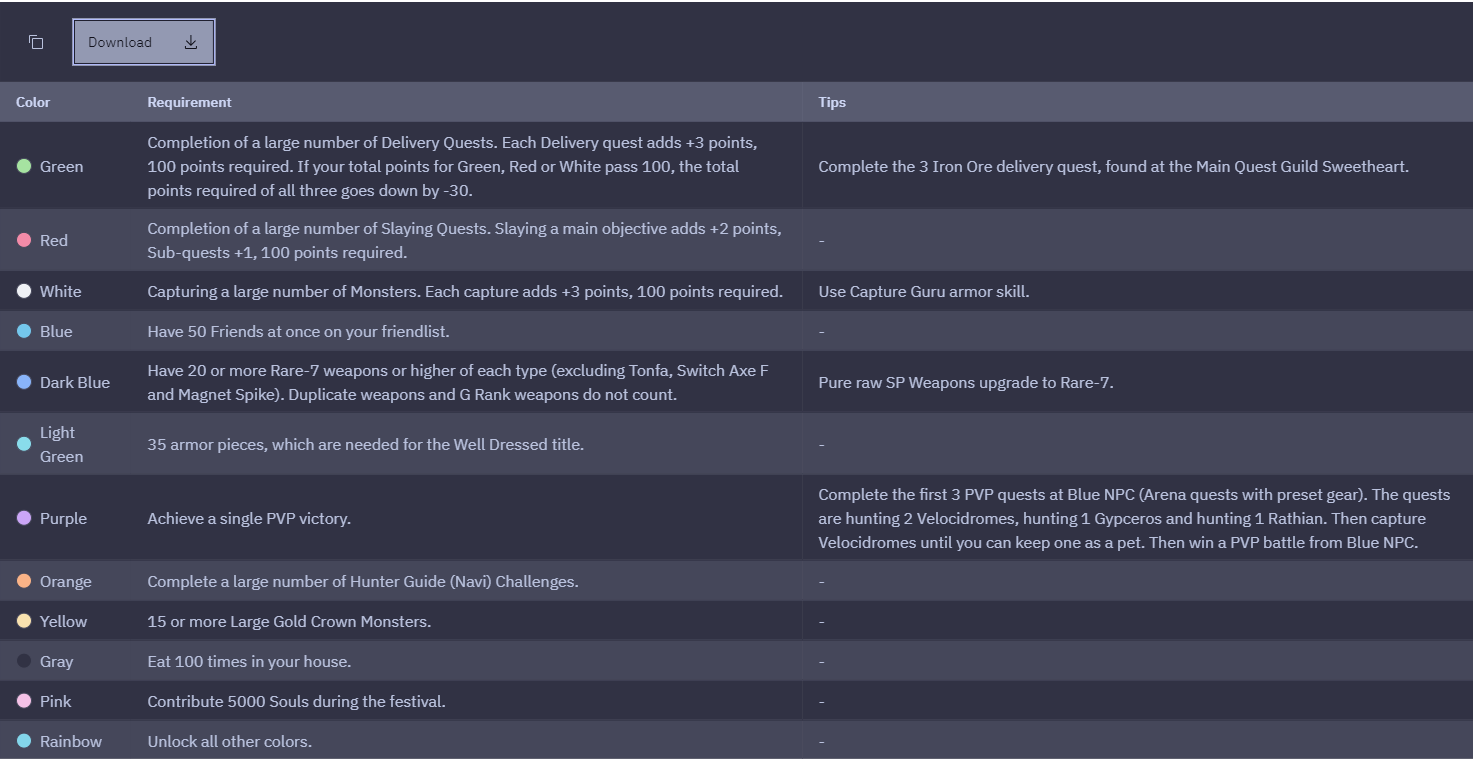 Download
Color Requirement Tips
Completion of a large number of Delivery Quests. Each Delivery quest adds +3 points,
Green 100 points required. If your total points for Green, Red or White pass 100, the total Complete the 3 Iron Ore delivery quest, found at the Main Quest Guild Sweetheart.
points required of all three goes down by -30.
Completion of a large number of Slaying Quests. Slaying a main objective adds +2 points,
Red -
Sub-quests +1, 100 points required.
White Capturing a large number of Monsters. Each capture adds +3 points, 100 points required. Use Capture Guru armor skill.
Blue Have 50 Friends at once on your friendlist. -
Have 20 or more Rare-7 weapons or higher of each type (excluding Tonfa, Switch Axe F
Dark Blue Pure raw SP Weapons upgrade to Rare-7.
and Magnet Spike). Duplicate weapons and G Rank weapons do not count.
Light
Green
35 armor pieces, which are needed for the Well Dressed title. -
Purple Achieve a single PVP victory.
Complete the first 3 PVP quests at Blue NPC (Arena quests with preset gear). The quests
are hunting 2 Velocidromes, hunting 1 Gypceros and hunting 1 Rathian. Then capture
Velocidromes until you can keep one as a pet. Then win a PVP battle from Blue NPC.
Orange Complete a large number of Hunter Guide (Navi) Challenges. -
Yellow 15 or more Large Gold Crown Monsters. -
Gray Eat 100 times in your house. -
Pink Contribute 5000 Souls during the festival. -
Rainbow Unlock all other colors. -